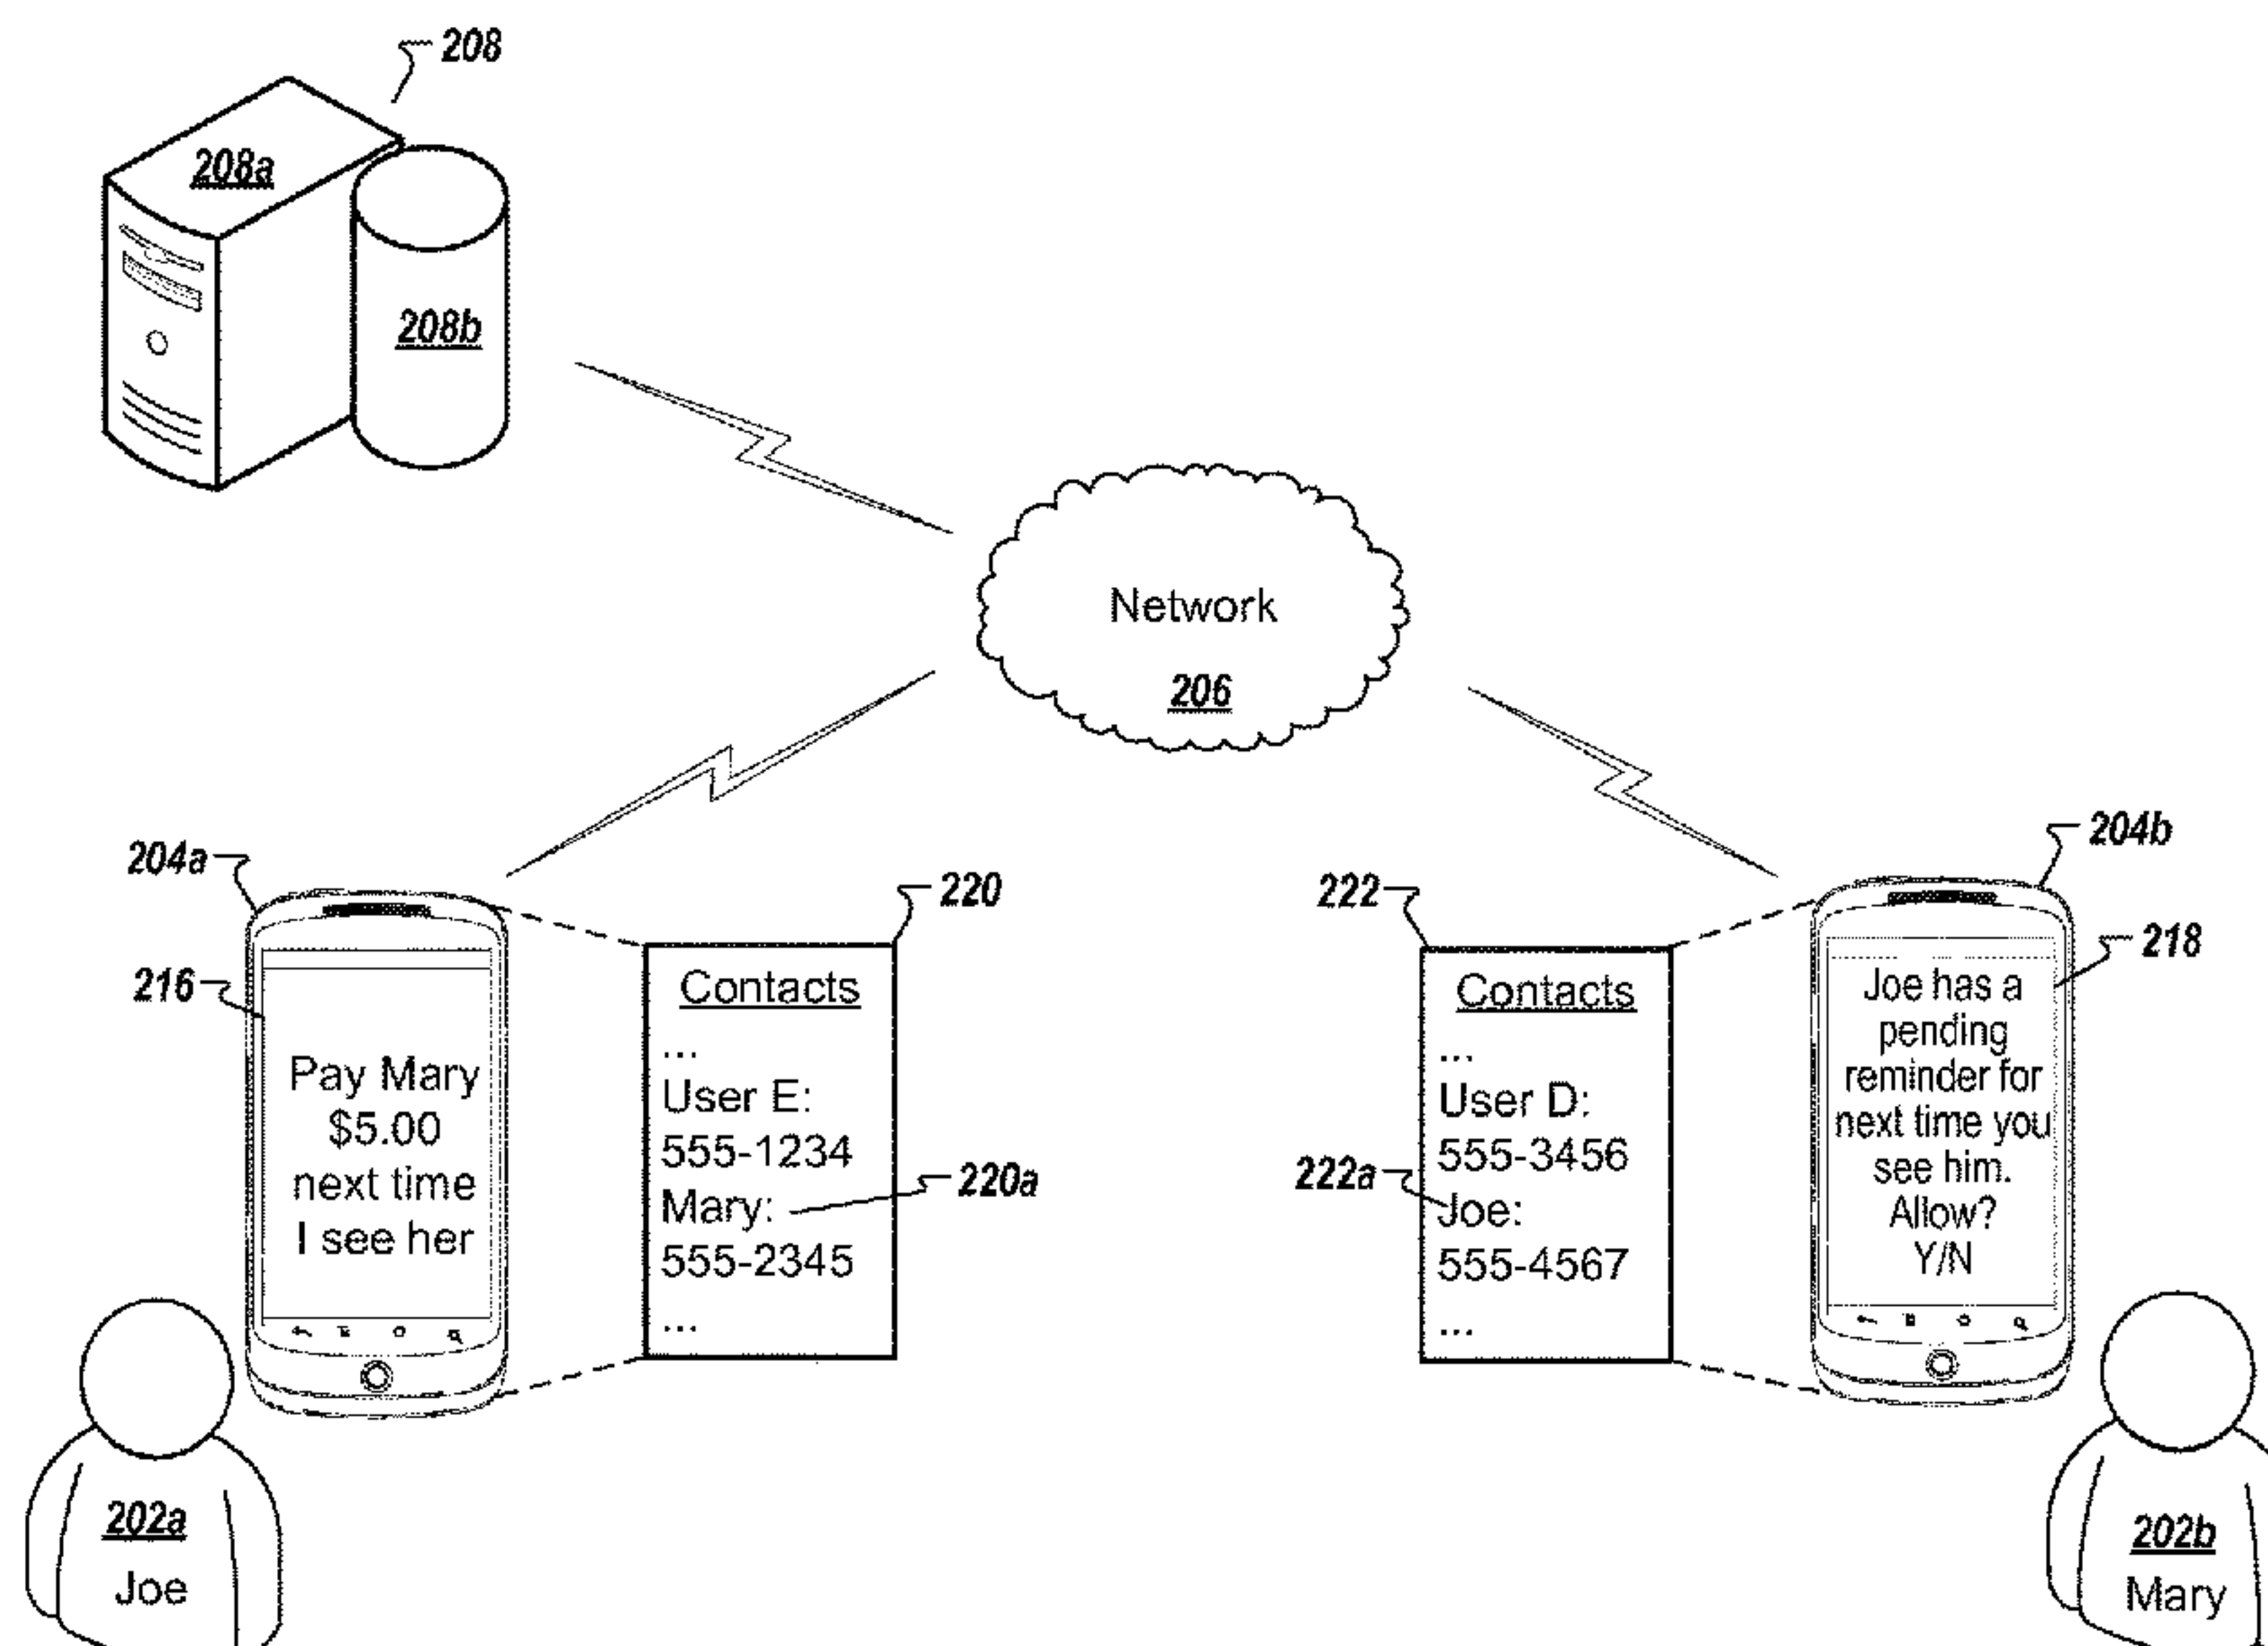 208
208a
208b
Network
206
204a
216
Pay Mary
$5.00
next time
I see her
220
Contacts
...
User E:
555-1234
Mary:
555-2345
...
220a
222
Contacts
...
User D:
555-3456
Joe:
555-4567
...
222a
204b
218
Joe has a
pending
reminder for
next time you
see him.
Allow?
Y/N
202a
Joe
202b
Mary